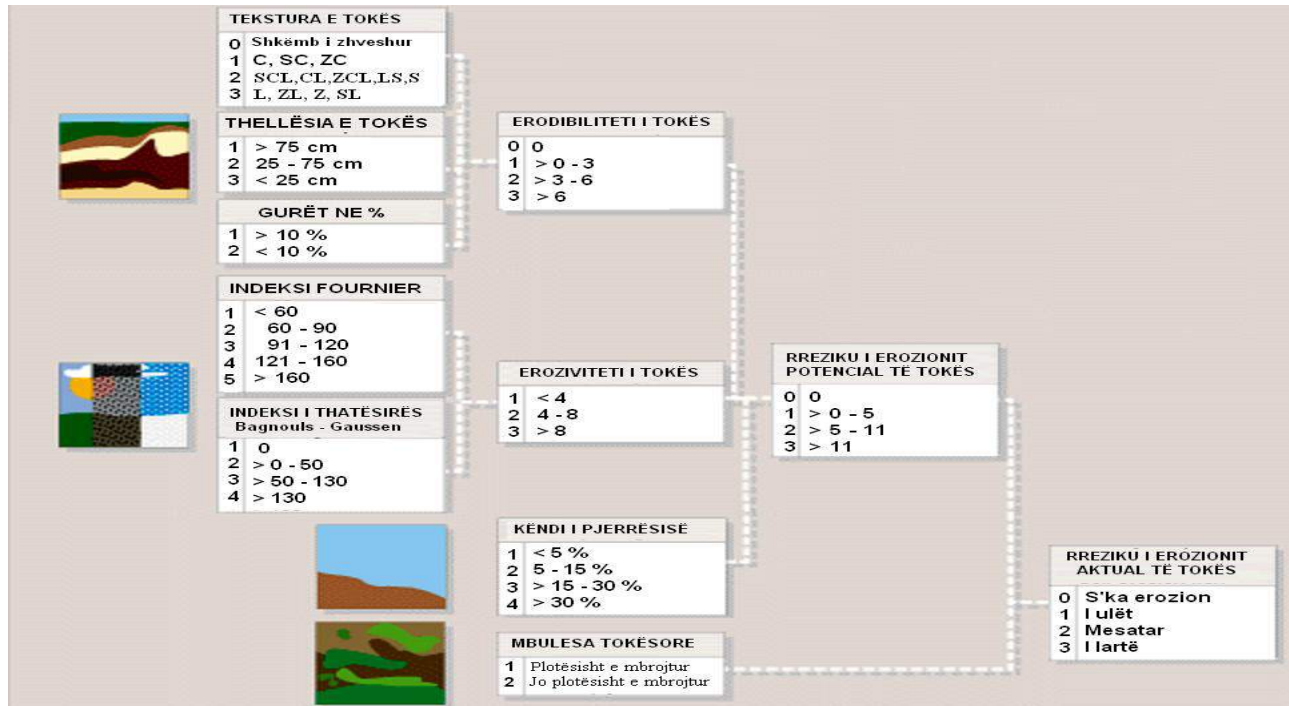 TEKSTURA E TOKËS
0 Shkëmb i zhveshur
1 C, SC, ZC
2 SCL,CL,ZCL,LS,S
3 L, ZL, Z, SL
THELLËSIA E TOKËS
1 > 75 cm
2 25 - 75 cm
3 < 25 cm
GURËT NE %
1 > 10 %
2 < 10 %
ERODIBILITETI I TOKËS
0 0
1 > 0 - 3
2 > 3 - 6
3 > 6
INDEKSI FOURNIER
1 < 60
2 60 - 90
3 91 - 120
4 121 - 160
5 > 160
INDEKSI I THATËSIRËS
Bagnouls - Gaussen
1 0
2 > 0 - 50
3 > 50 - 130
4 > 130
EROZIVITETI I TOKËS
1 < 4
2 4 - 8
3 > 8
RREZIKU I EROZIONIT
POTENCIAL TË TOKËS
0 0
1 > 0 - 5
2 > 5 - 11
3 > 11
KËNDI I PJERRËSISË
1 < 5 %
2 5 - 15 %
3 > 15 - 30 %
4 > 30 %
MBULESA TOKËSORE
1 Plotësisht e mbrojtur
2 Jo plotësisht e mbrojtur
RREZIKU I EROZIONIT
AKTUAL TË TOKËS
0 S'ka erozion
1 I ulët
2 Mesatar
3 I lartë